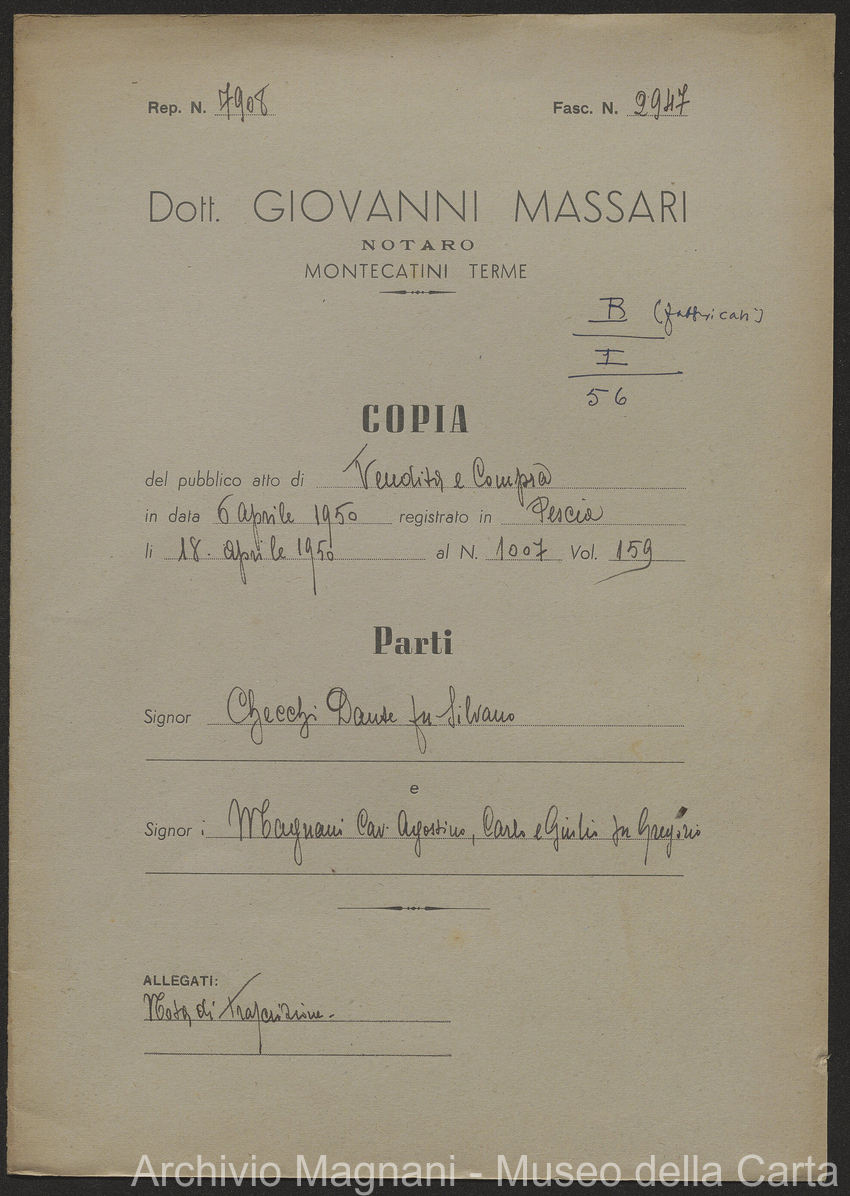 Rep. N. 7908
Fasc. N. 2947
Dott. GIOVANNI MASSARI
NOTARO
MONTECATINI TERME
B (fabbricati)
I
56
COPIA
del pubblico atto di Vendita e Compra
in data 6 Aprile 1950 registrato in Pescia
li 18. Aprile 1950 al N. 1007 Vol. 159
Parti
Signor Checchi Dante fu Silvano
e
Signor i Magnani Cav. Agostino, Carlo e Giulio fu Gregorio
ALLEGATI:
Nota di Trascrizione.
Archivio Magnani - Museo della Carta